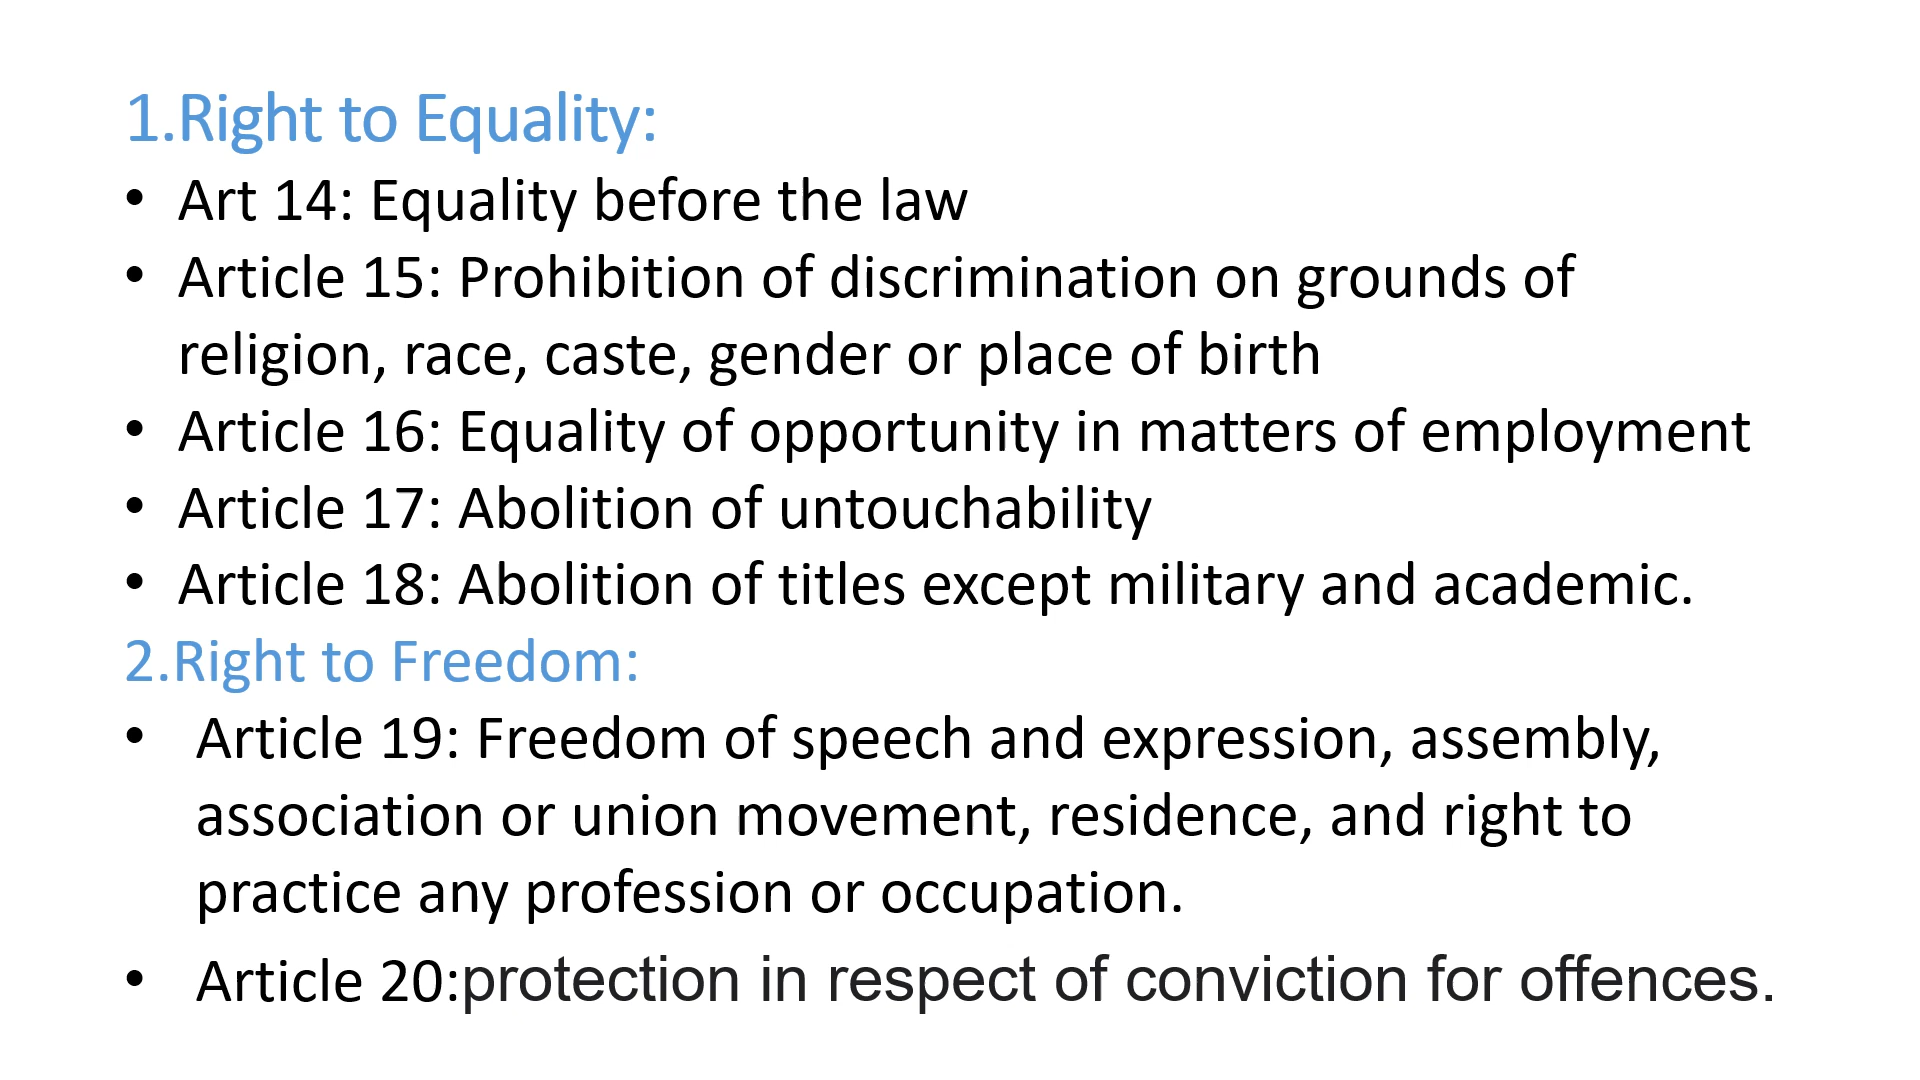 1.Right to Equality:
• Art 14: Equality before the law
• Article 15: Prohibition of discrimination on grounds of
religion, race, caste, gender or place of birth
• Article 16: Equality of opportunity in matters of employment
• Article 17: Abolition of untouchability
• Article 18: Abolition of titles except military and academic.
2.Right to Freedom:
• Article 19: Freedom of speech and expression, assembly,
association or union movement, residence, and right to
practice any profession or occupation.
• Article 20:protection in respect of conviction for offences.